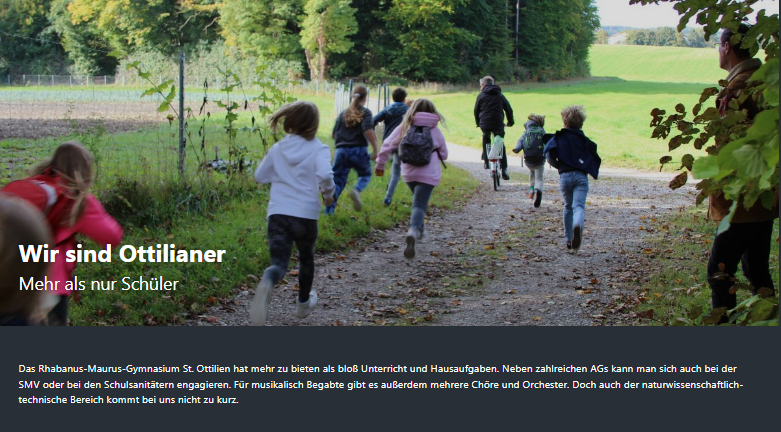 Wir sind Ottilianer
Mehr als nur Schüler
Das Rhabanus-Maurus-Gymnasium St. Ottilien hat mehr zu bieten als bloß Unterricht und Hausaufgaben. Neben zahlreichen AGs kann man sich auch bei der
SMV oder bei den Schulsanitätern engagieren. Für musikalisch Begabte gibt es außerdem mehrere Chöre und Orchester. Doch auch der naturwissenschaftlich-
technische Bereich kommt bei uns nicht zu kurz.